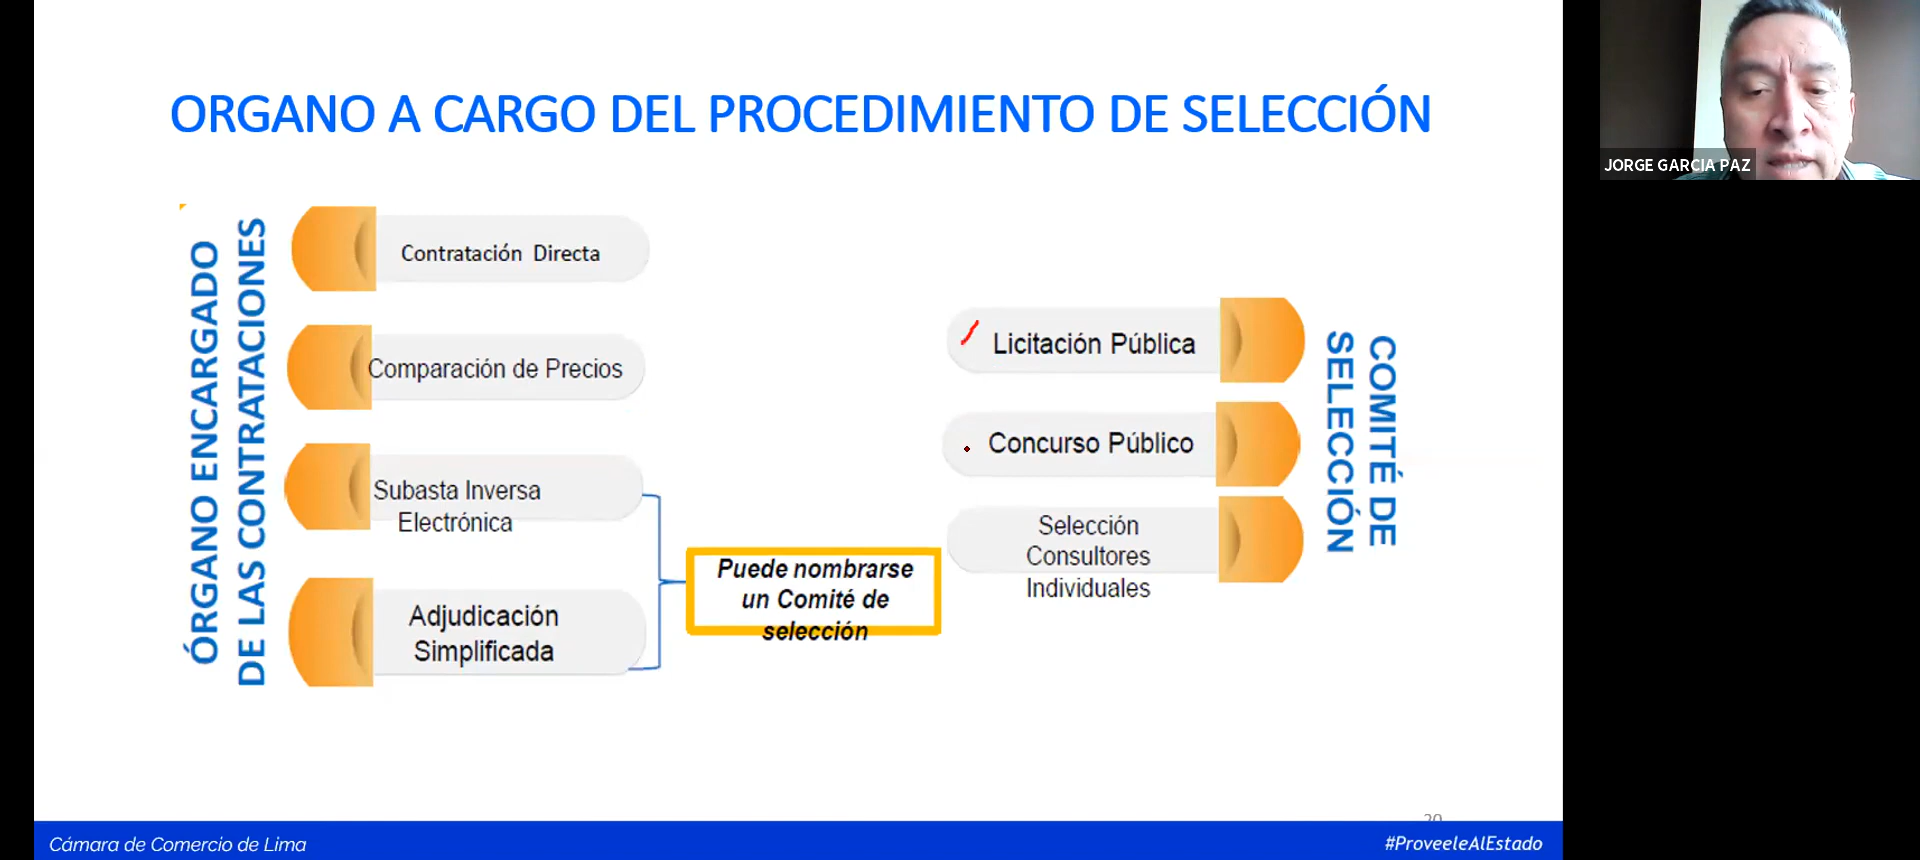 ORGANO A CARGO DEL PROCEDIMIENTO DE SELECCIÓN
JORGE GARCIA PAZ
ÓRGANO ENCARGADO
DE LAS CONTRATACIONES
Contratación Directa
Comparación de Precios
Subasta Inversa
Electrónica
Adjudicación
Simplificada
Puede nombrarse
un Comité de
selección
Licitación Pública
Concurso Público
Selección
Consultores
Individuales
COMITÉ DE
SELECCIÓN
20
Cámara de Comercio de Lima
#ProveeleAlEstado